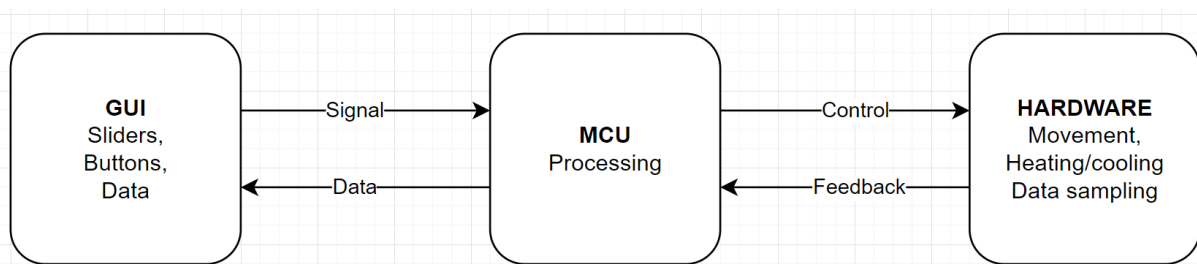 GUI
Sliders,
Buttons,
Data
Signal
Data
MCU
Processing
Control
Feedback
HARDWARE
Movement,
Heating/cooling
Data sampling